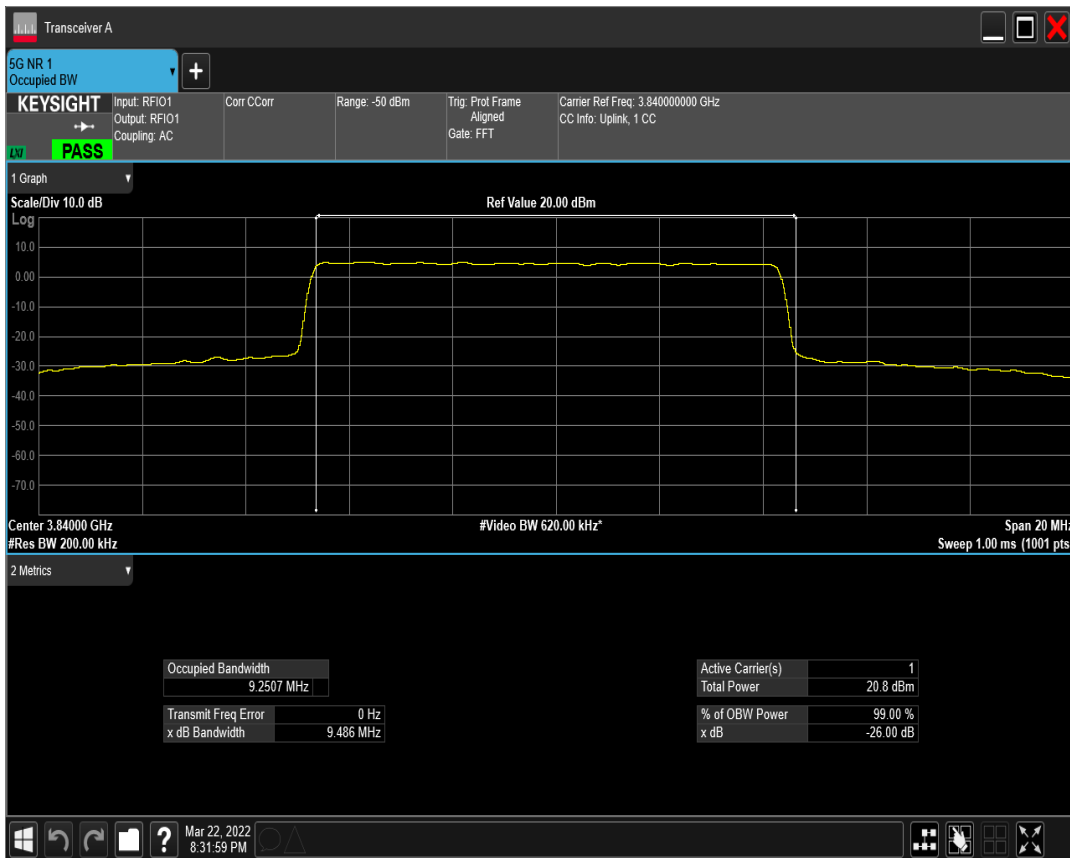 Transceiver A
5G NR 1
Occupied BW
KEYSIGHT
LXI
PASS
Input: RFIO1
Output: RFIO1
Coupling: AC
Corr CCorr
Range: -50 dBm
Trig: Prot Frame
Aligned
Gate: FFT
Carrier Ref Freq: 3.840000000 GHz
CC Info: Uplink, 1 CC
1 Graph
Scale/Div 10.0 dB
Ref Value 20.00 dBm
Log
10.0
0.00
-10.0
-20.0
-30.0
-40.0
-50.0
-60.0
-70.0
Center 3.84000 GHz
#Video BW 620.00 kHz*
Span 20 MHz
#Res BW 200.00 kHz
Sweep 1.00 ms (1001 pts
2 Metrics
Occupied Bandwidth
9.2507 MHz
Transmit Freq Error 0 Hz
x dB Bandwidth 9.486 MHz
Active Carrier(s) 1
Total Power 20.8 dBm
% of OBW Power 99.00 %
x dB -26.00 dB
?
Mar 22, 2022
8:31:59 PM